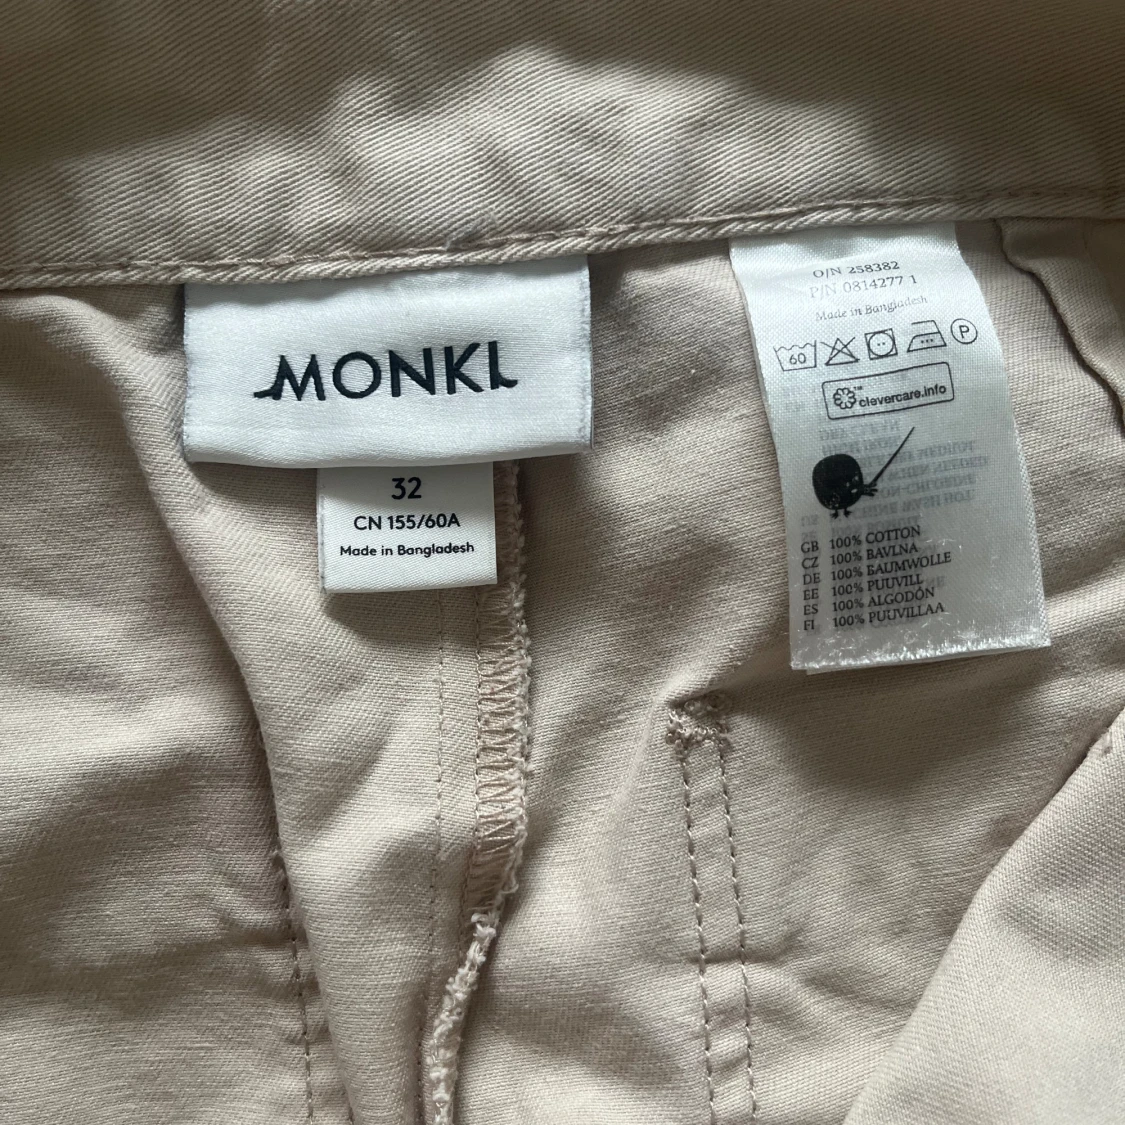 MONKI
32
CN 155/60A
Made in Bangladesh
O/N 258382
P/N 0814277 1
Made in Bangladesh
60 P
clevercare.info
GB 100% COTTON
CZ 100% BAVLNA
DE 100% BAUMWOLLE
EE 100% PUUVILL
ES 100% ALGODÓN
FI 100% PUUVILLAA